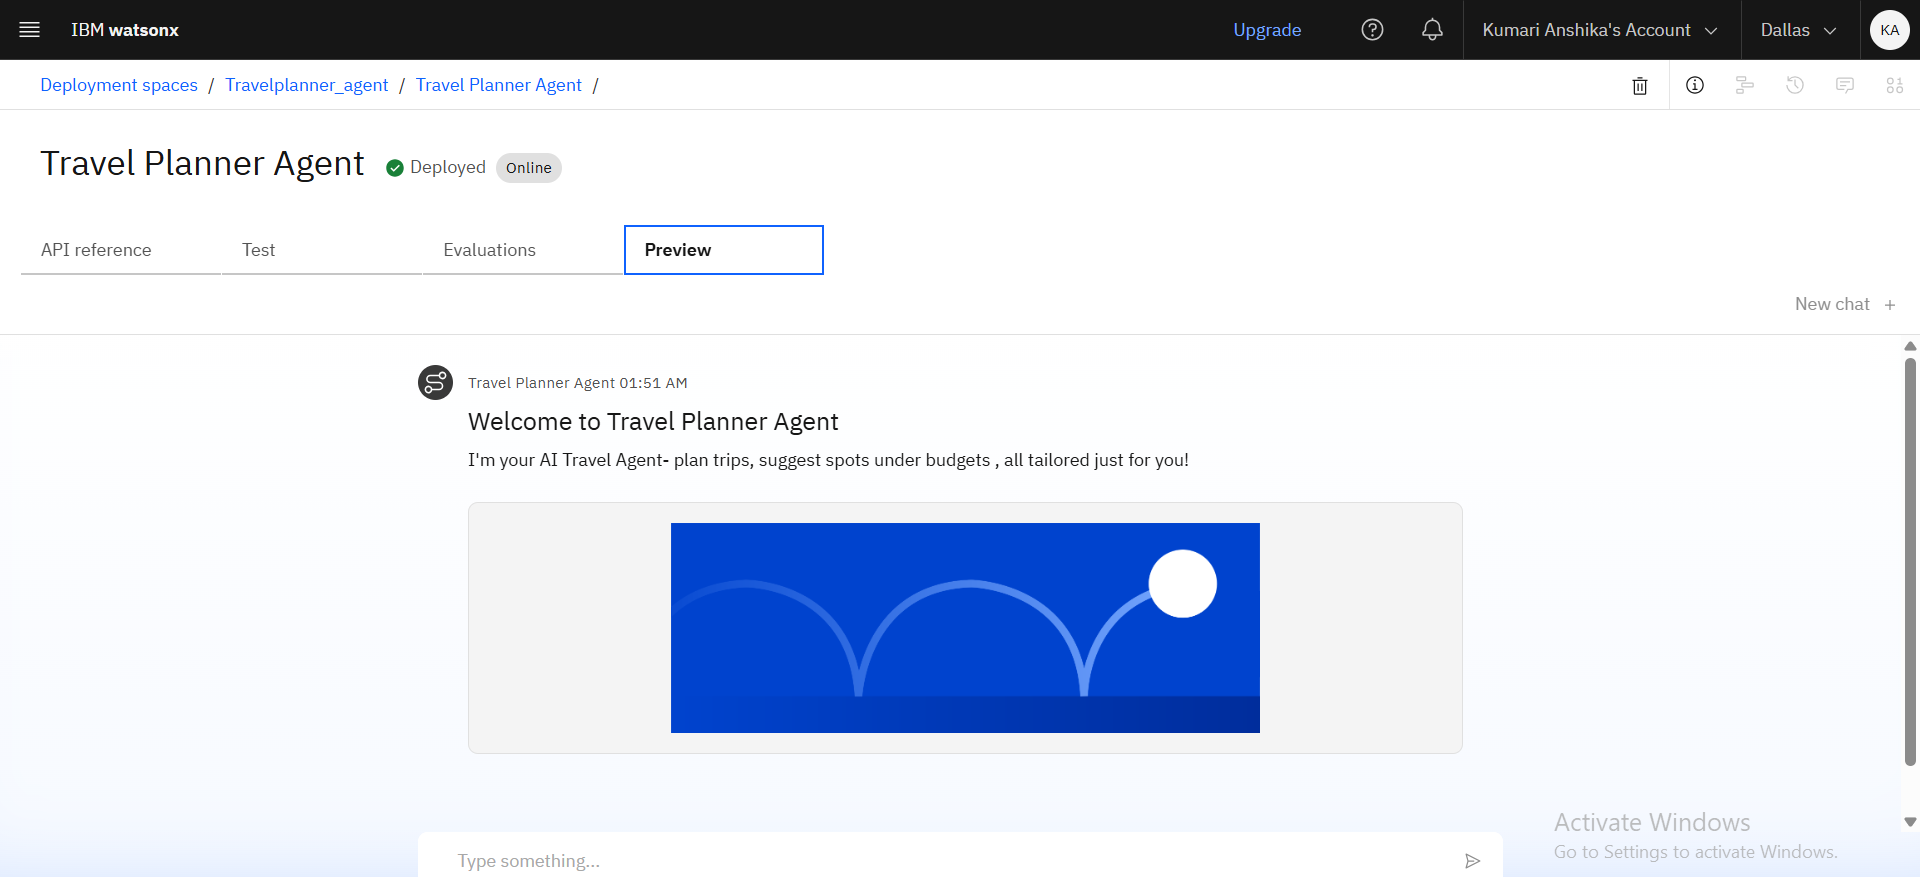 IBM watsonx
Upgrade
Kumari Anshika's Account
Dallas
KA
Deployment spaces / Travelplanner_agent / Travel Planner Agent /
Travel Planner Agent
Deployed
Online
API reference
Test
Evaluations
Preview
New chat +
Travel Planner Agent 01:51 AM
Welcome to Travel Planner Agent
I'm your AI Travel Agent- plan trips, suggest spots under budgets , all tailored just for you!
Type something...
Activate Windows
Go to Settings to activate Windows.